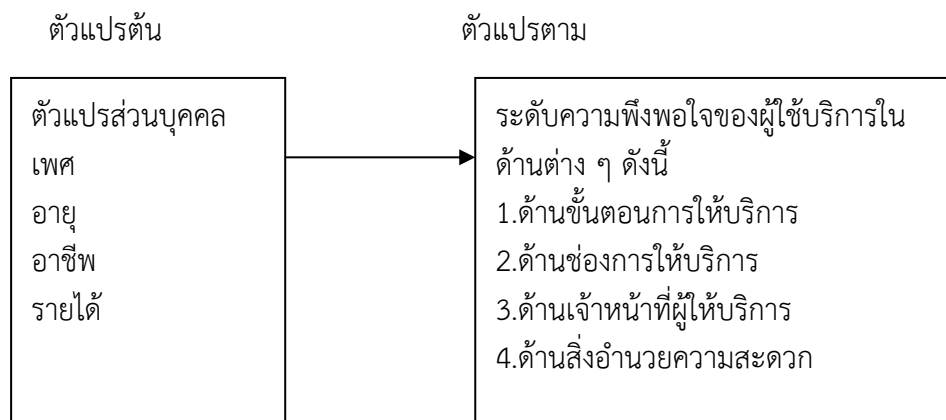 ตัวแปรต้น
ตัวแปรตาม
ตัวแปรส่วนบุคคล
เพศ
อายุ
อาชีพ
รายได้
ระดับความพึงพอใจของผู้ใช้บริการใน
ด้านต่าง ๆ ดังนี้
1.ด้านขั้นตอนการให้บริการ
2.ด้านช่องการให้บริการ
3.ด้านเจ้าหน้าที่ผู้ให้บริการ
4.ด้านสิ่งอำนวยความสะดวก